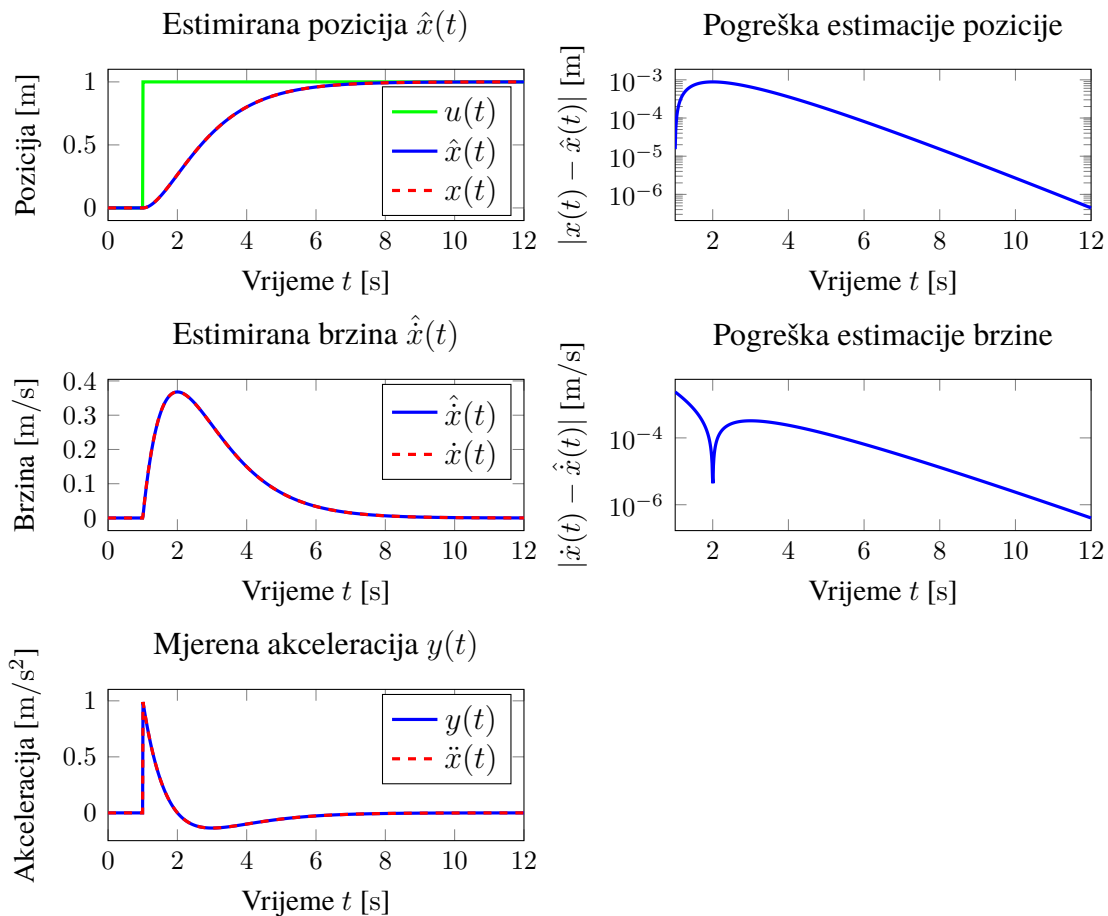 Estimirana pozicija x̂(t)
Pozicija [m]
1
0.5
0
u(t)
x̂(t)
x(t)
0 2 4 6 8 10 12
Vrijeme t [s]
Pogreška estimacije pozicije
|x(t) − x̂(t)| [m]
10⁻³
10⁻⁴
10⁻⁵
10⁻⁶
2 4 6 8 10 12
Vrijeme t [s]
Estimirana brzina ẋ̂(t)
Brzina [m/s]
0.4
0.3
0.2
0.1
0
ẋ̂(t)
ẋ(t)
0 2 4 6 8 10 12
Vrijeme t [s]
Pogreška estimacije brzine
|ẋ(t) − ẋ̂(t)| [m/s]
10⁻⁴
10⁻⁶
2 4 6 8 10 12
Vrijeme t [s]
Mjerena akceleracija y(t)
Akceleracija [m/s²]
1
0.5
0
y(t)
ẍ(t)
0 2 4 6 8 10 12
Vrijeme t [s]